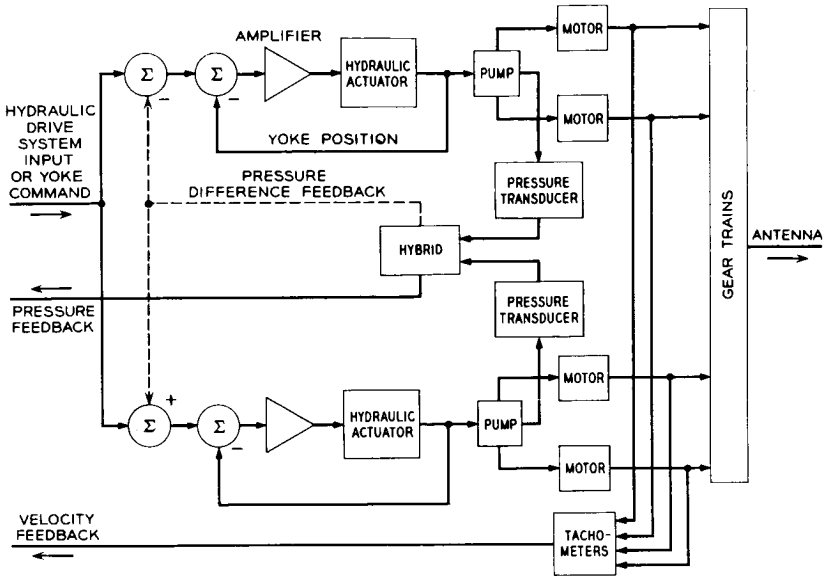 AMPLIFIER
Σ
Σ
−
−
HYDRAULIC
ACTUATOR
PUMP
MOTOR
MOTOR
HYDRAULIC
DRIVE
SYSTEM
INPUT
OR YOKE
COMMAND
YOKE POSITION
PRESSURE
DIFFERENCE FEEDBACK
PRESSURE
TRANSDUCER
HYBRID
GEAR TRAINS
ANTENNA
PRESSURE
FEEDBACK
PRESSURE
TRANSDUCER
+
Σ
Σ
−
HYDRAULIC
ACTUATOR
PUMP
MOTOR
MOTOR
VELOCITY
FEEDBACK
TACHO-
METERS